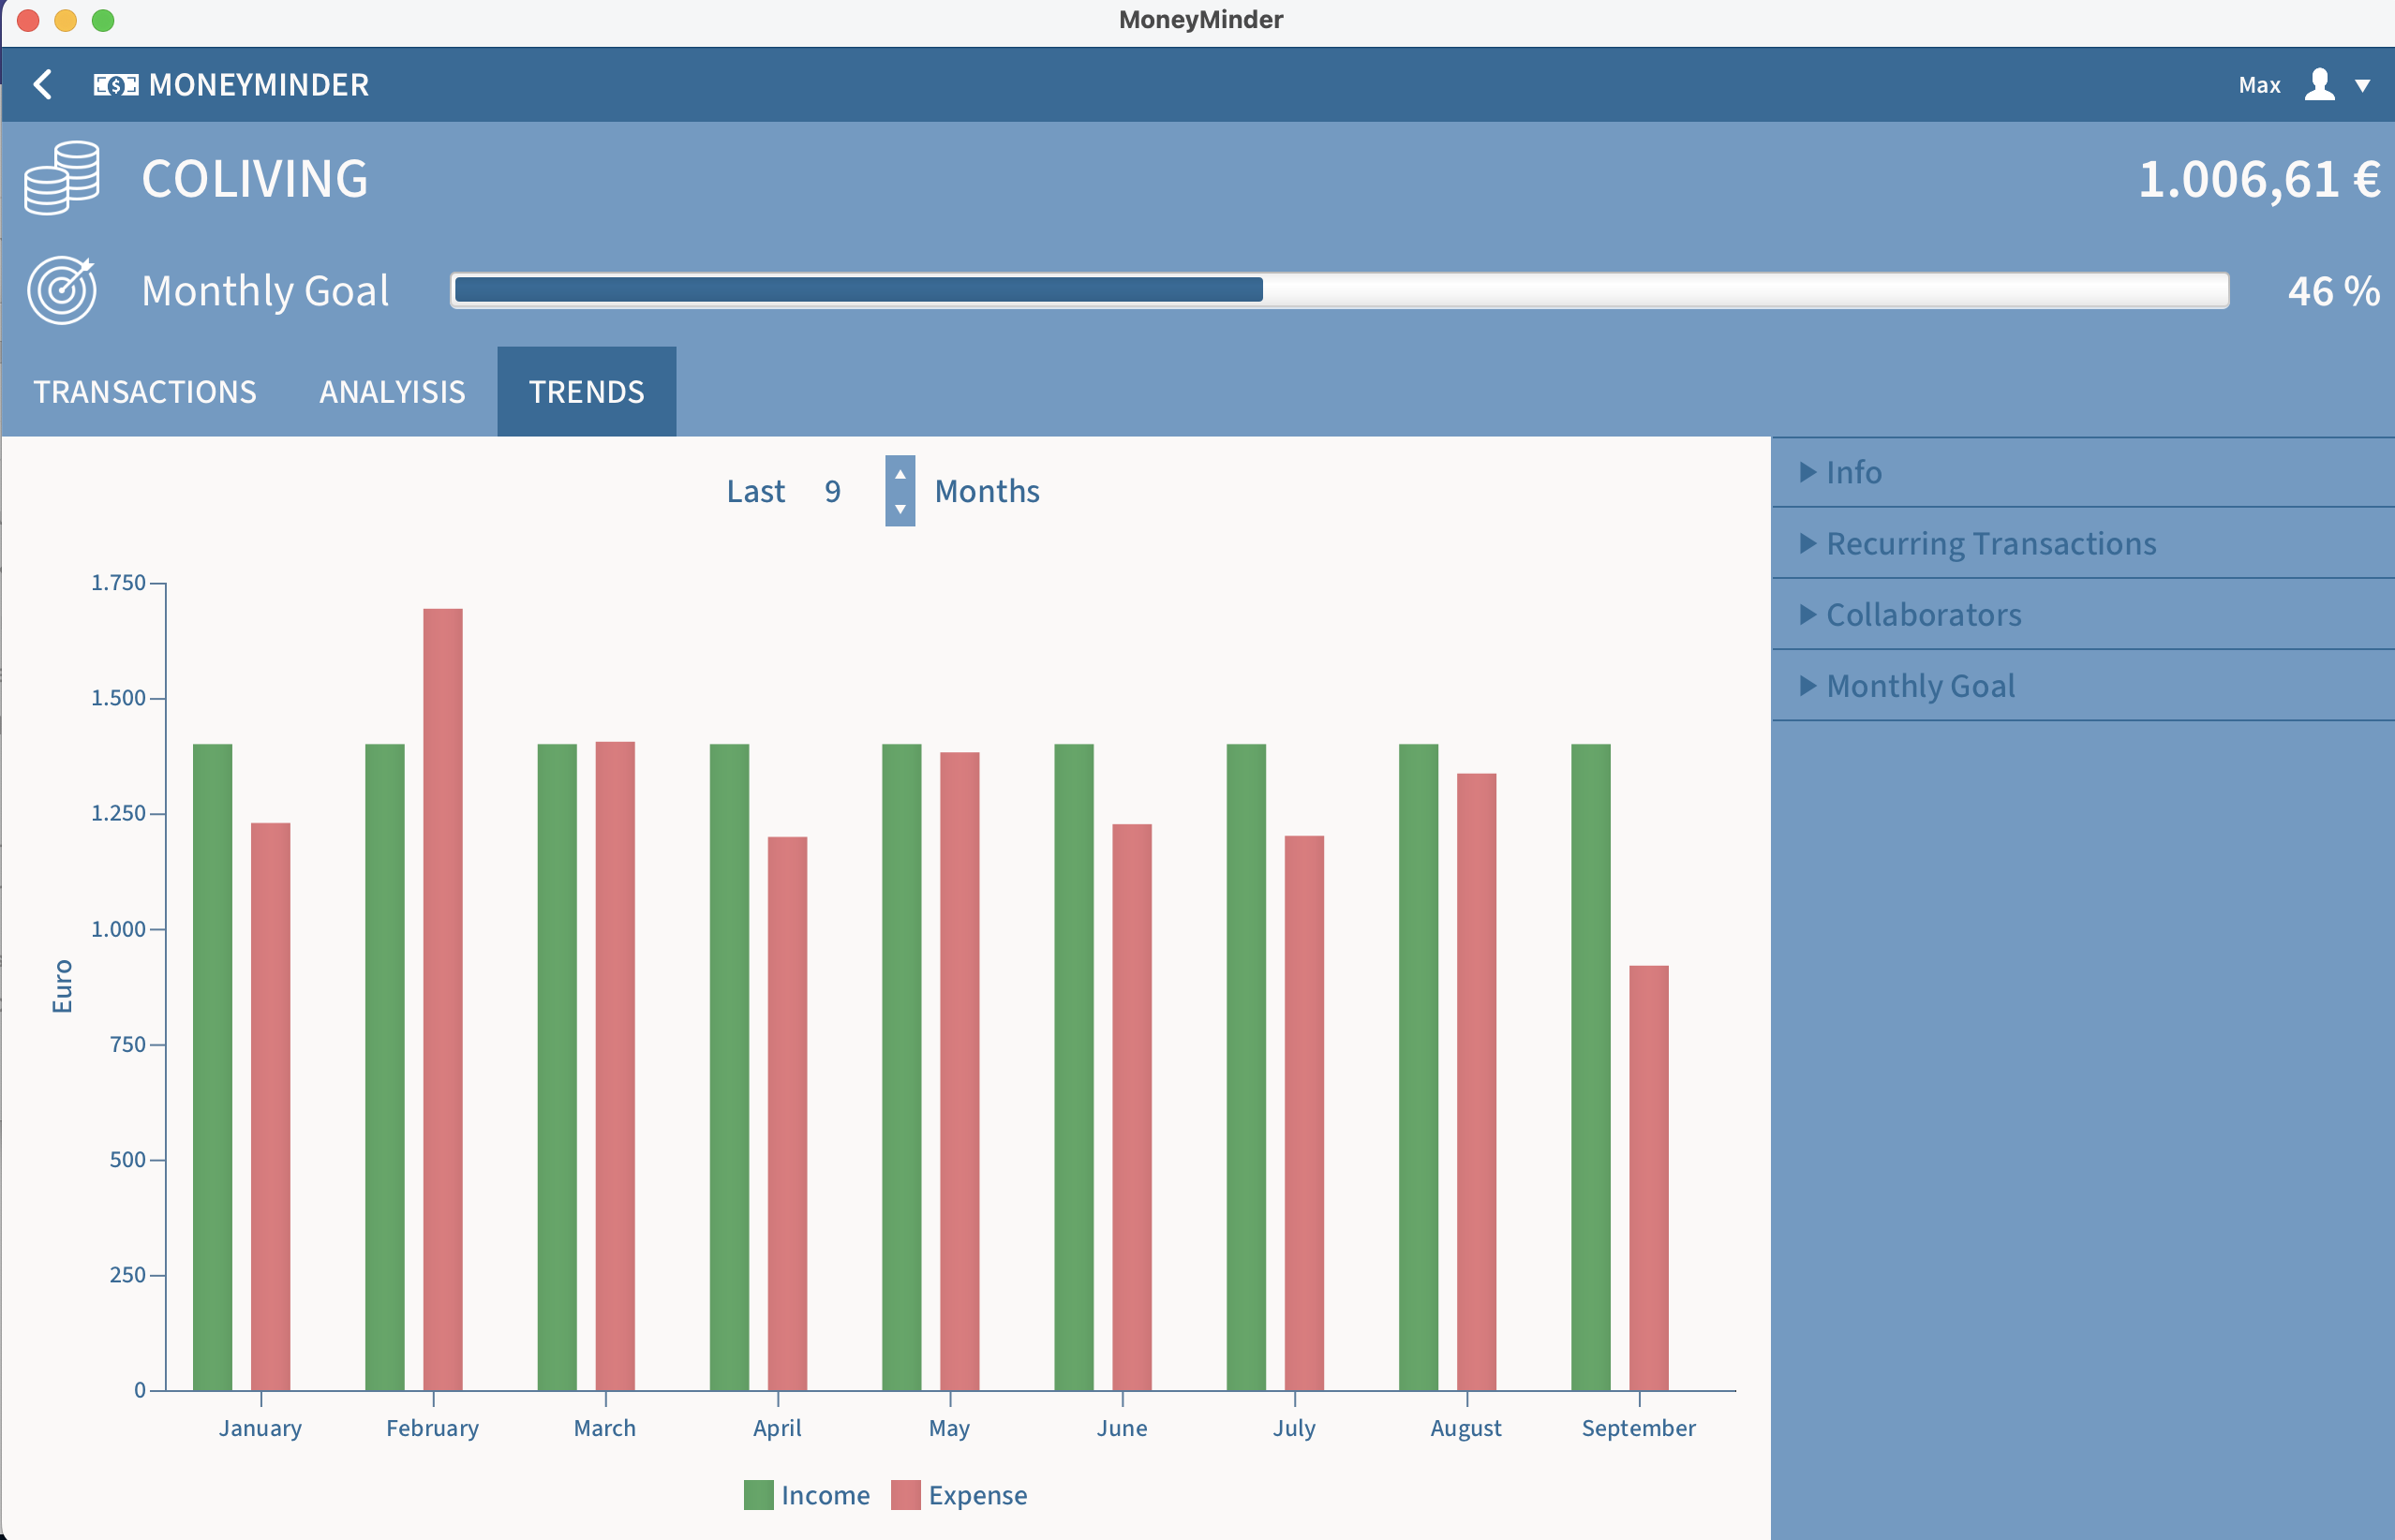 MoneyMinder
MONEYMINDER
Max
COLIVING
1.006,61 €
Monthly Goal
46 %
TRANSACTIONS
ANALYISIS
TRENDS
Last 9 Months
Info
Recurring Transactions
Collaborators
Monthly Goal
Euro
1.750
1.500
1.250
1.000
750
500
250
0
January February March April May June July August September
Income Expense